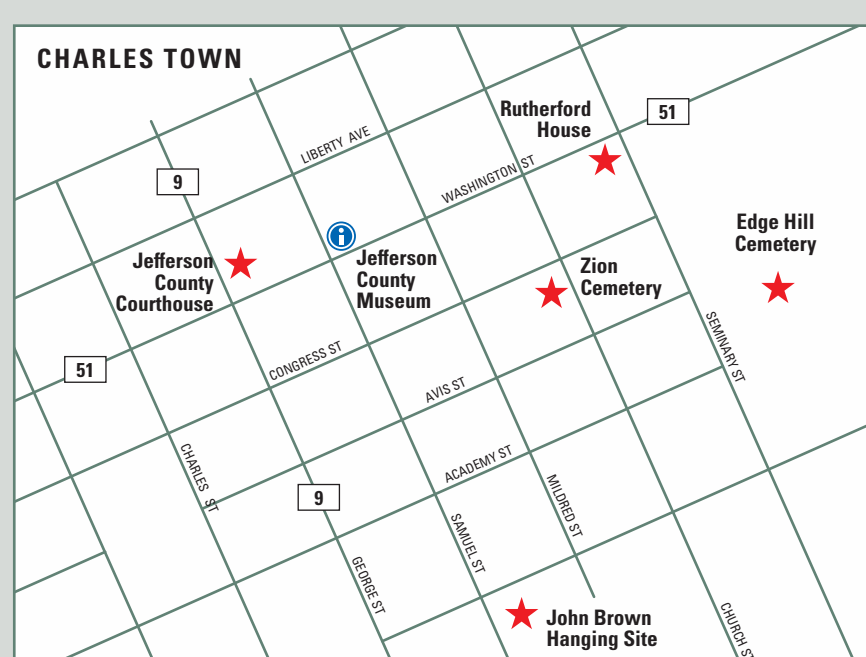 CHARLES TOWN
Rutherford
House
51
LIBERTY AVE
9
WASHINGTON ST
Edge Hill
Cemetery
Jefferson
County
Courthouse
Jefferson
County
Museum
Zion
Cemetery
SEMINARY ST
CONGRESS ST
51
AVIS ST
CHARLES ST
ACADEMY ST
9
MILDRED ST
SAMUEL ST
GEORGE ST
CHURCH ST
John Brown
Hanging Site